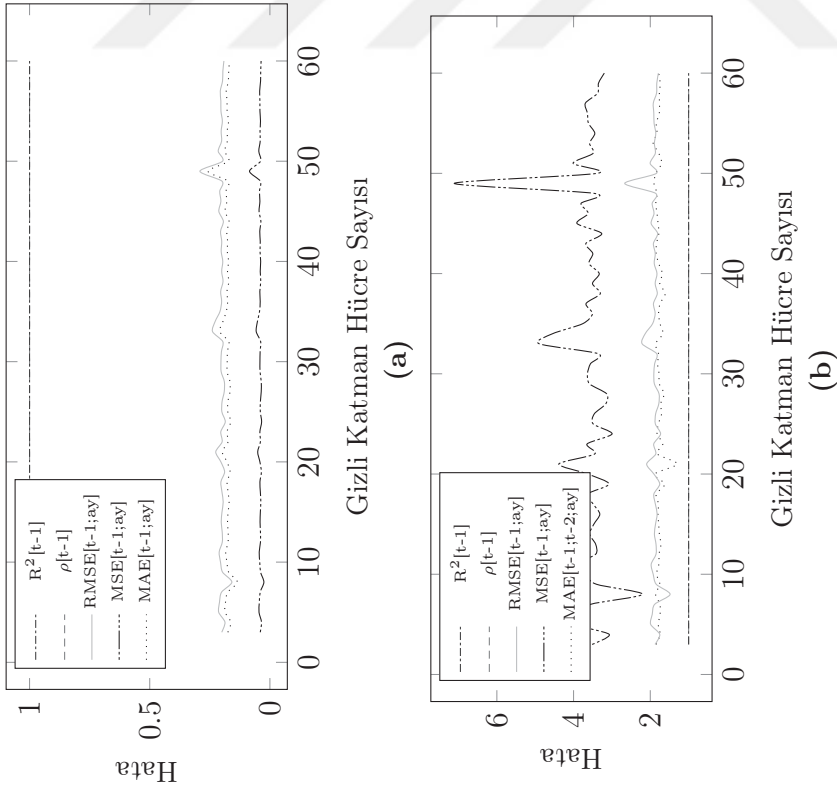 1
0.5
0
Hata
0
10
20
30
40
50
60
R²[t-1]
ρ[t-1]
RMSE[t-1;ay]
MSE[t-1;ay]
MAE[t-1;ay]
Gizli Katman Hücre Sayısı
(a)
6
4
2
Hata
0
10
20
30
40
50
60
R²[t-1]
ρ[t-1]
RMSE[t-1;ay]
MSE[t-1;ay]
MAE[t-1;t-2;ay]
Gizli Katman Hücre Sayısı
(b)